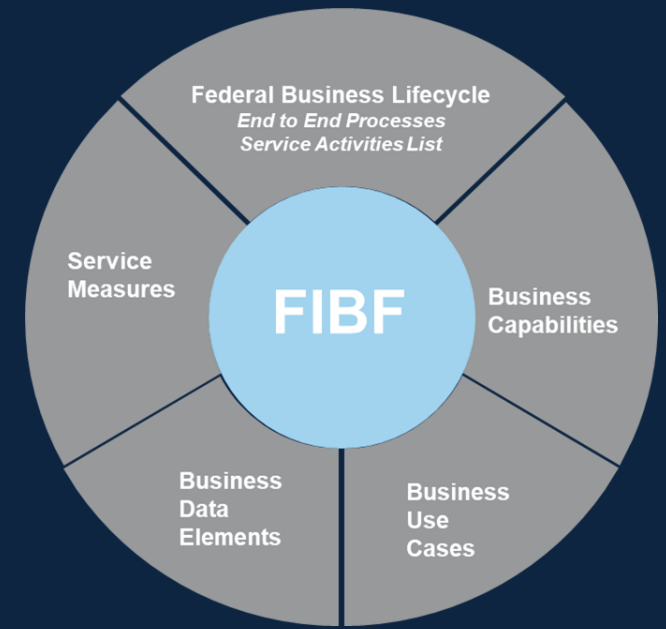 Federal Business Lifecycle
End to End Processes
Service Activities List
Service
Measures
FIBF
Business
Capabilities
Business
Data
Elements
Business
Use
Cases